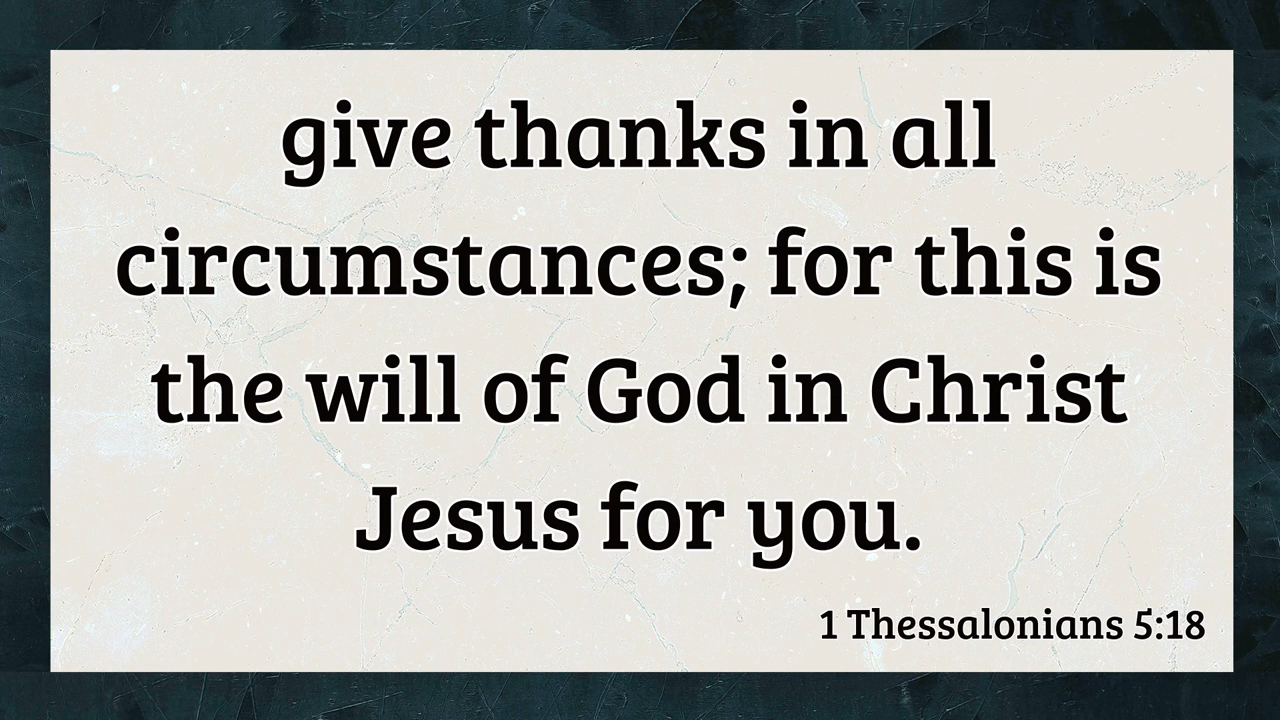 give thanks in all
circumstances; for this is
the will of God in Christ
Jesus for you.
1 Thessalonians 5:18